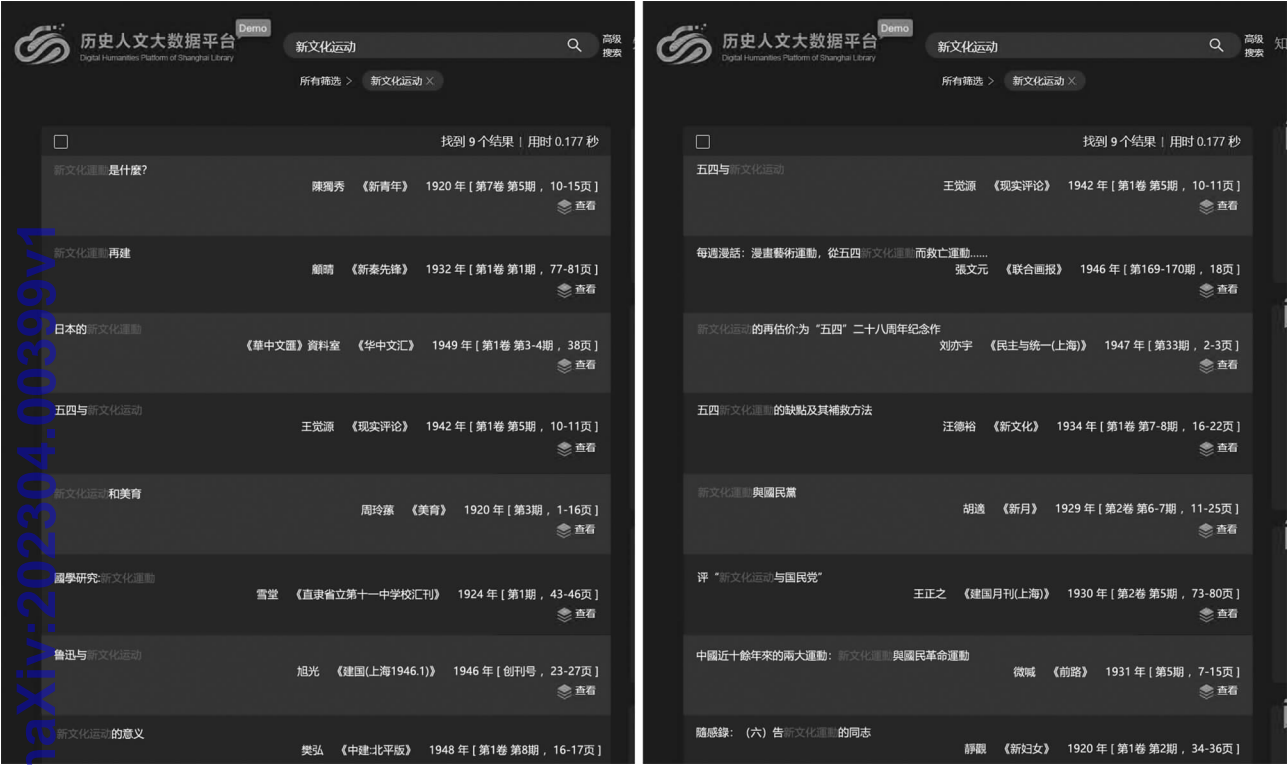 历史人文大数据平台
Demo
Digital Humanities Platform of Shanghai Library
新文化运动
高级
搜索
所有筛选 > 新文化运动 ×
找到 9 个结果 | 用时 0.177 秒
新文化運動是什麼?
陳獨秀 《新青年》 1920 年 [ 第7卷 第5期 , 10-15页 ]
查看
新文化運動再建
顧晴 《新秦先锋》 1932 年 [ 第1卷 第1期 , 77-81页 ]
查看
日本的新文化運動
《華中文匯》資料室 《华中文汇》 1949 年 [ 第1卷 第3-4期 , 38页 ]
查看
五四与新文化运动
王觉源 《现实评论》 1942 年 [ 第1卷 第5期 , 10-11页 ]
查看
新文化运动和美育
周玲蓀 《美育》 1920 年 [ 第3期 , 1-16页 ]
查看
國學研究:新文化運動
雪堂 《直隶省立第十一中学校汇刊》 1924 年 [ 第1期 , 43-46页 ]
查看
鲁迅与新文化运动
旭光 《建国(上海1946.1)》 1946 年 [ 创刊号 , 23-27页 ]
查看
新文化运动的意义
樊弘 《中建:北平版》 1948 年 [ 第1卷 第8期 , 16-17页 ]
历史人文大数据平台
Demo
Digital Humanities Platform of Shanghai Library
新文化运动
高级
搜索
知
所有筛选 > 新文化运动 ×
找到 9 个结果 | 用时 0.177 秒
五四与新文化运动
王觉源 《现实评论》 1942 年 [ 第1卷 第5期 , 10-11页 ]
查看
每週漫話：漫畫藝術運動，從五四新文化運動而救亡運動......
張文元 《联合画报》 1946 年 [ 第169-170期 , 18页 ]
查看
新文化运动的再估价:为“五四”二十八周年纪念作
刘亦宇 《民主与统一(上海)》 1947 年 [ 第33期 , 2-3页 ]
查看
五四新文化運動的缺點及其補救方法
汪德裕 《新文化》 1934 年 [ 第1卷 第7-8期 , 16-22页 ]
查看
新文化運動與國民黨
胡適 《新月》 1929 年 [ 第2卷 第6-7期 , 11-25页 ]
查看
评“新文化运动与国民党”
王正之 《建国月刊(上海)》 1930 年 [ 第2卷 第5期 , 73-80页 ]
查看
中國近十餘年來的兩大運動：新文化運動與國民革命運動
微喊 《前路》 1931 年 [ 第5期 , 7-15页 ]
查看
隨感錄：（六）告新文化運動的同志
靜觀 《新妇女》 1920 年 [ 第1卷 第2期 , 34-36页 ]
naXiv:202304.00399v1